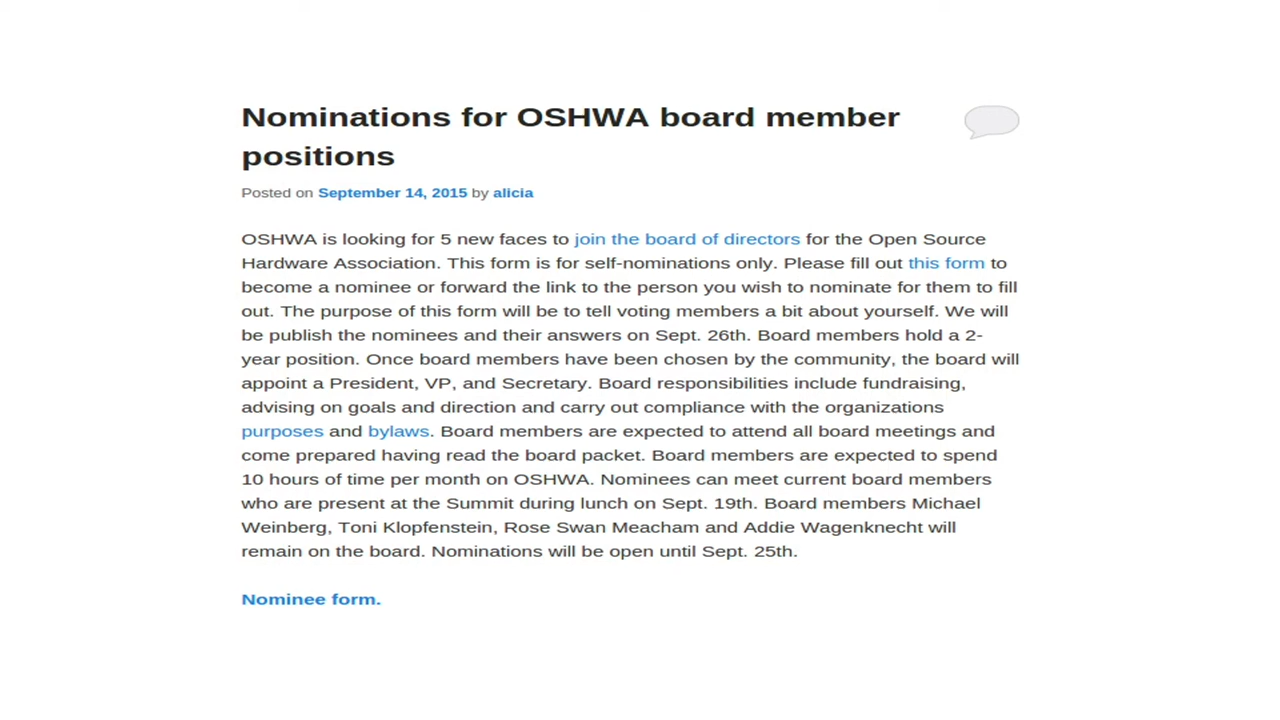 Nominations for OSHWA board member
positions
Posted on September 14, 2015 by alicia
OSHWA is looking for 5 new faces to join the board of directors for the Open Source
Hardware Association. This form is for self-nominations only. Please fill out this form to
become a nominee or forward the link to the person you wish to nominate for them to fill
out. The purpose of this form will be to tell voting members a bit about yourself. We will
be publish the nominees and their answers on Sept. 26th. Board members hold a 2-
year position. Once board members have been chosen by the community, the board will
appoint a President, VP, and Secretary. Board responsibilities include fundraising,
advising on goals and direction and carry out compliance with the organizations
purposes and bylaws. Board members are expected to attend all board meetings and
come prepared having read the board packet. Board members are expected to spend
10 hours of time per month on OSHWA. Nominees can meet current board members
who are present at the Summit during lunch on Sept. 19th. Board members Michael
Weinberg, Toni Klopfenstein, Rose Swan Meacham and Addie Wagenknecht will
remain on the board. Nominations will be open until Sept. 25th.
Nominee form.